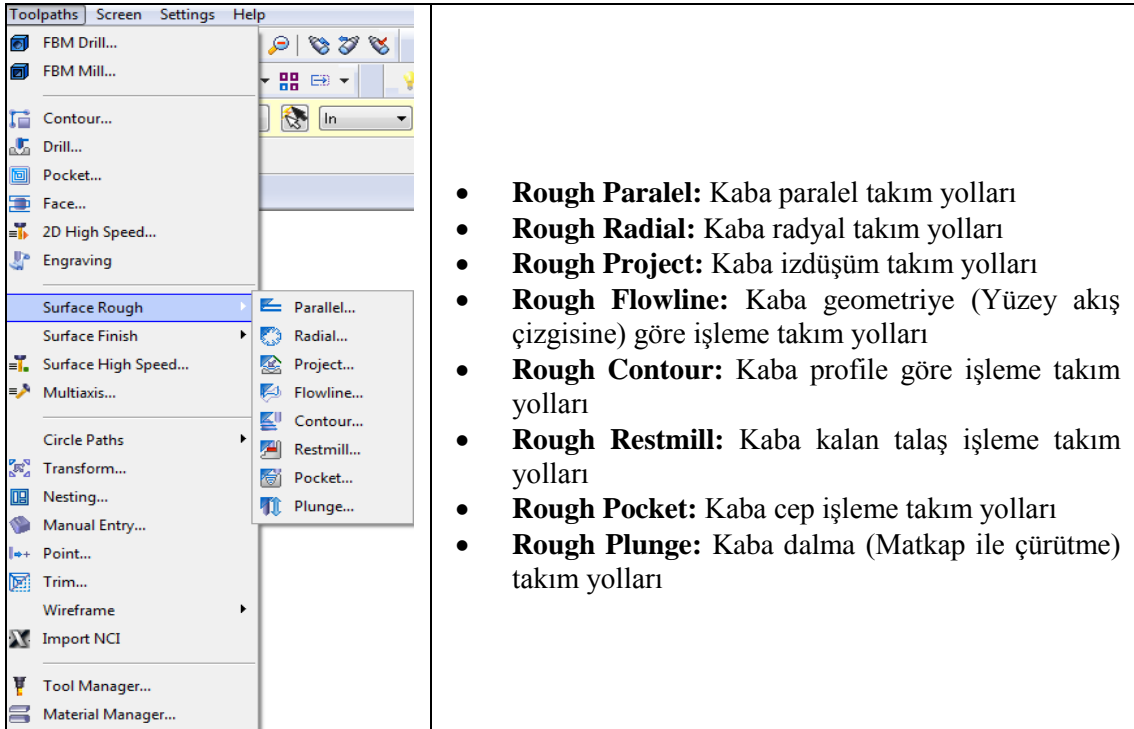 Toolpaths Screen Settings Help
FBM Drill...
FBM Mill...
In
Contour...
Drill...
Pocket...
Face...
2D High Speed...
Engraving
Surface Rough
Surface Finish
Surface High Speed...
Multiaxis...
Circle Paths
Transform...
Nesting...
Manual Entry...
Point...
Trim...
Wireframe
Import NCI
Tool Manager...
Material Manager...
Parallel...
Radial...
Project...
Flowline...
Contour...
Restmill...
Pocket...
Plunge...
• Rough Paralel: Kaba paralel takım yolları
• Rough Radial: Kaba radyal takım yolları
• Rough Project: Kaba izdüşüm takım yolları
• Rough Flowline: Kaba geometriye (Yüzey akış
çizgisine) göre işleme takım yolları
• Rough Contour: Kaba profile göre işleme takım
yolları
• Rough Restmill: Kaba kalan talaş işleme takım
yolları
• Rough Pocket: Kaba cep işleme takım yolları
• Rough Plunge: Kaba dalma (Matkap ile çürütme)
takım yolları